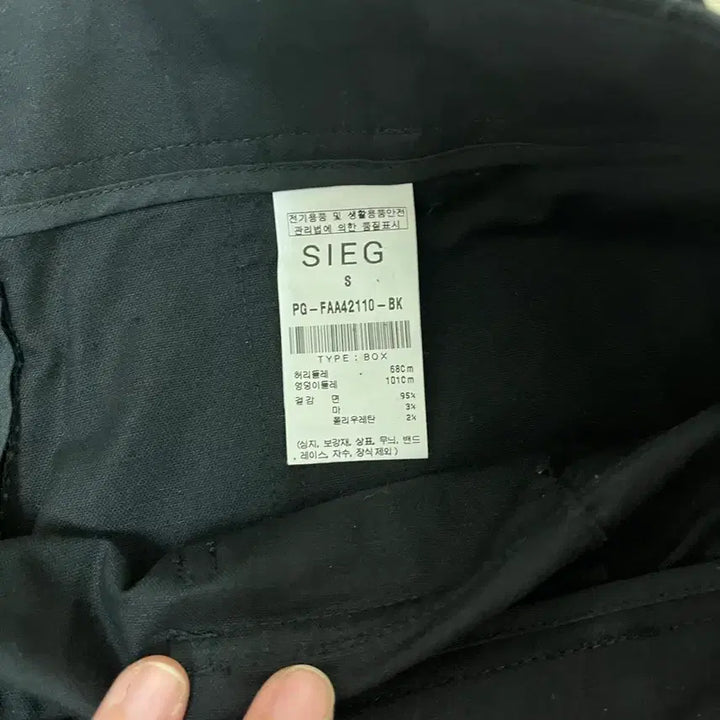 전기용품 및 생활용품안전
관리법에 의한 품질표시
SIEG
S
PG-FAA42110-BK
TYPE : BOX
허리둘레 68Cm
엉덩이둘레 101Cm
겉감 면 95%
마 3%
폴리우레탄 2%
(심지, 보강재, 상표, 무늬, 밴드
, 레이스, 자수, 장식 제외)